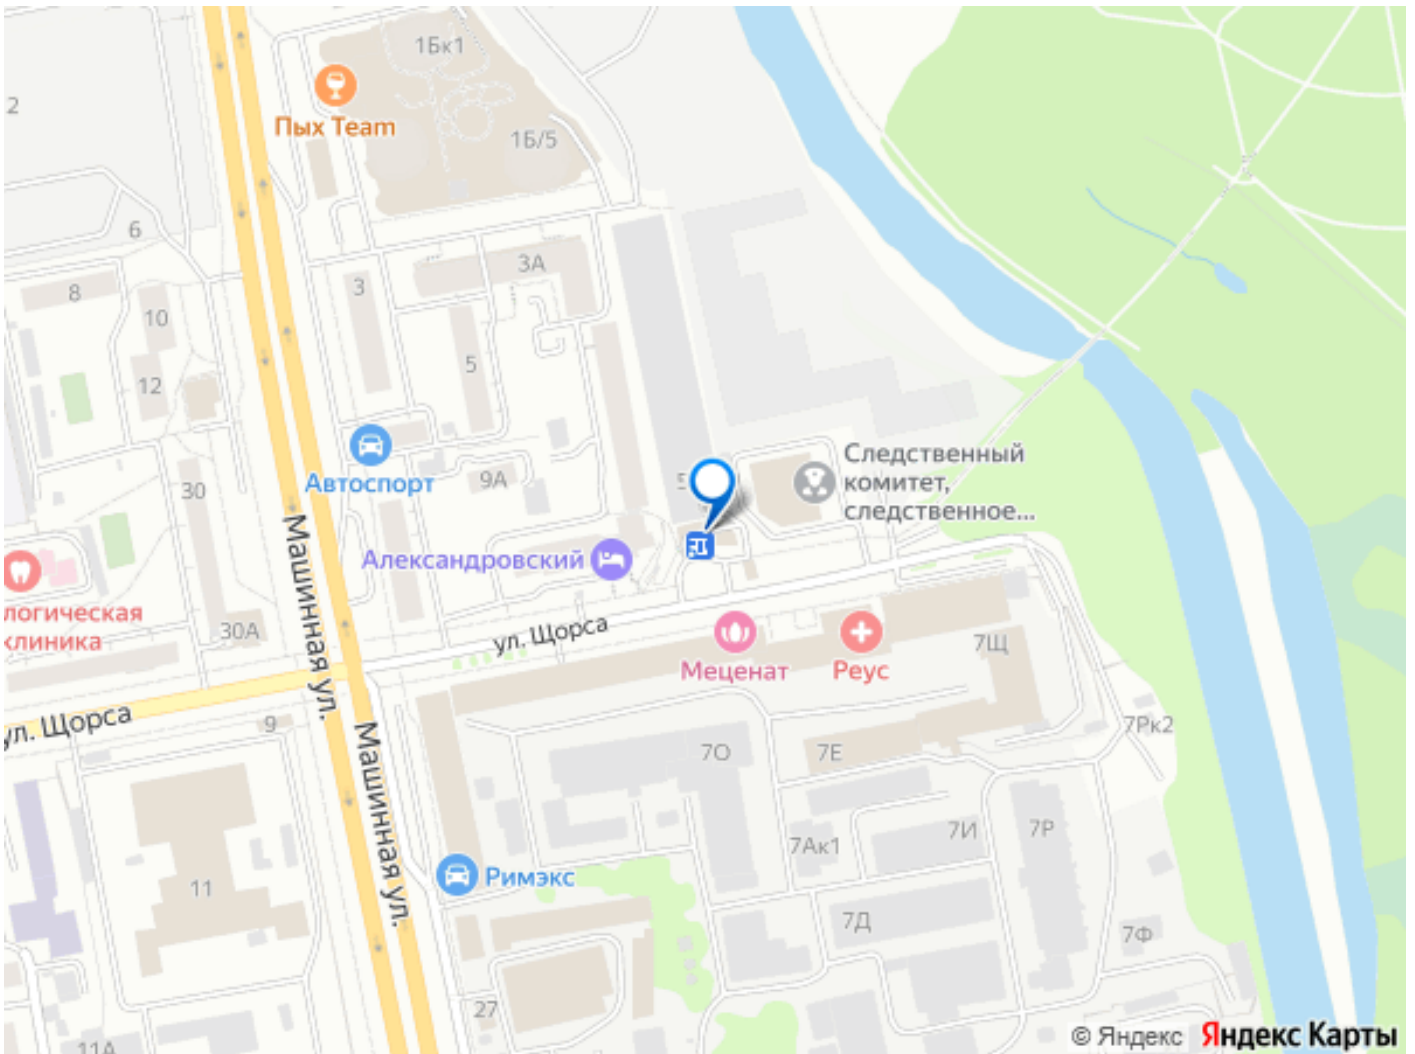 1Бк1
2
Пых Team
1Б/5
6
3А
8
3
10
5
12
Следственный
комитет,
следственное...
5
30
Автоспорт
9А
Александровский
Машинная ул.
логическая
клиника
30А
ул. Щорса
7Щ
Меценат
Реус
ул. Щорса
9
7Рк2
7О
7Е
Машинная ул.
7И
7Р
7Ак1
11
Римэкс
7Д
7Ф
27
11А
© Яндекс Яндекс Карты